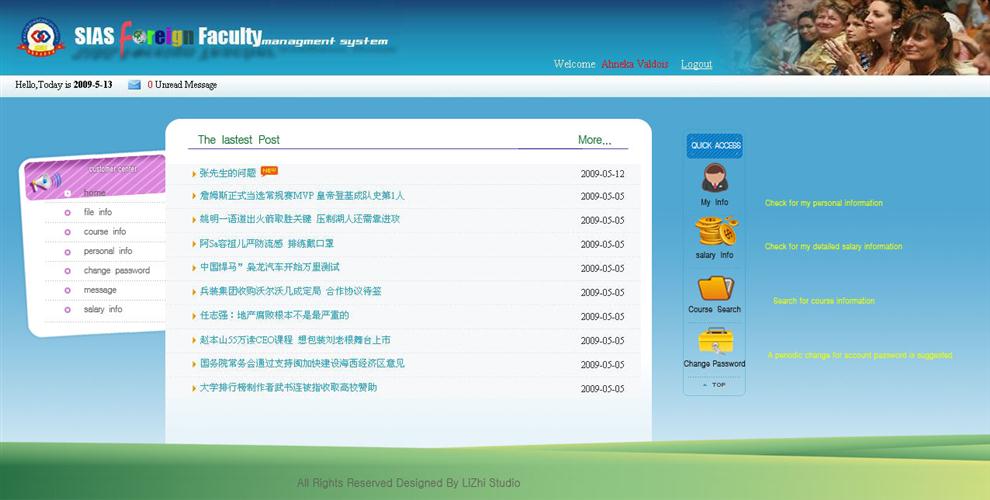 SIAS Foreign Faculty managment system
Welcome Ahneka Valdois Logout
Hello,Today is 2009-5-13 0 Unread Message
customer center
home
file info
course info
personal info
change password
message
salary info
The lastest Post More...
张先生的问题 NEW 2009-05-12
詹姆斯正式当选常规赛MVP 皇帝登基成队史第1人 2009-05-05
姚明一语道出火箭取胜关键 压制湖人还需靠进攻 2009-05-05
阿Sa容祖儿严防流感 排练戴口罩 2009-05-05
中国悍马”枭龙汽车开始万里测试 2009-05-05
兵装集团收购沃尔沃几成定局 合作协议待签 2009-05-05
任志强：地产腐败根本不是最严重的 2009-05-05
赵本山55万读CEO课程 想包装刘老根舞台上市 2009-05-05
国务院常务会通过支持闽加快建设海西经济区意见 2009-05-05
大学排行榜制作者武书连被指收取高校赞助 2009-05-05
QUICK ACCESS
My Info
Check for my personal information
salary Info
Check for my detailed salary information
Course Search
Search for course information
Change Password
A periodic change for account password is suggested
TOP
All Rights Reserved Designed By LIZhi Studio